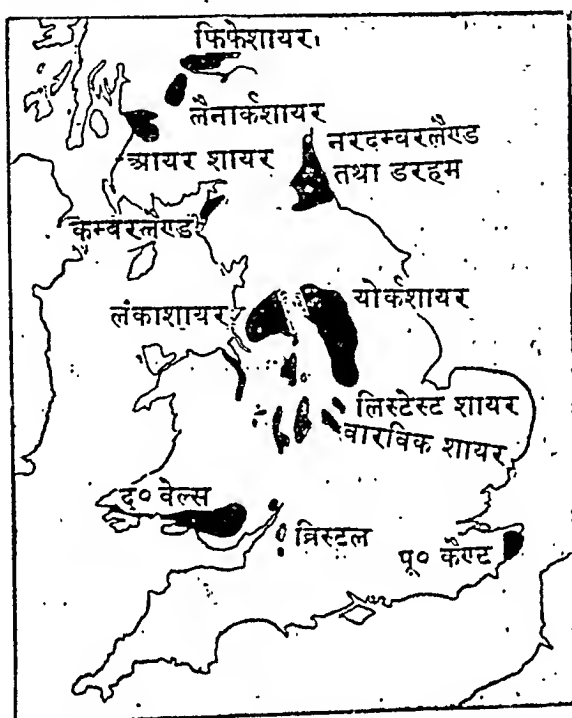 फिफेशायर।
लैनार्कशायर
आयर शायर
नरदम्बरलैण्ड
तथा डरहम
कम्बरलैण्ड
लंकाशायर
योर्कशायर
लिस्टेस्ट शायर
वारविक शायर
द० वेल्स
ब्रिस्टल
पू० कैण्ट